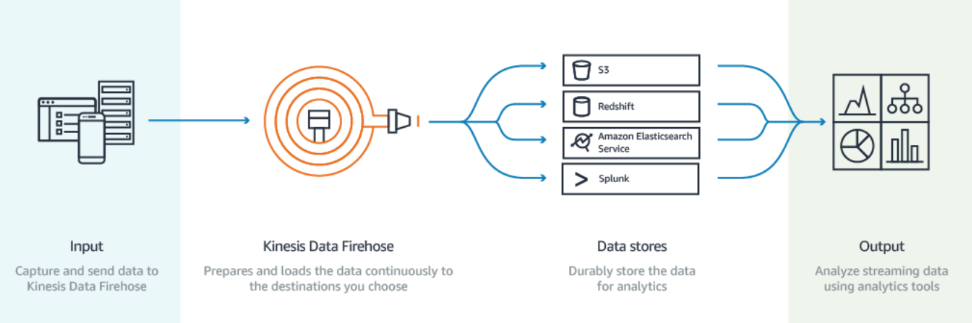 S3
Redshift
Amazon Elasticsearch
Service
Splunk
Input
Capture and send data to
Kinesis Data Firehose
Kinesis Data Firehose
Prepares and loads the data continuously to
the destinations you choose
Data stores
Durably store the data
for analytics
Output
Analyze streaming data
using analytics tools